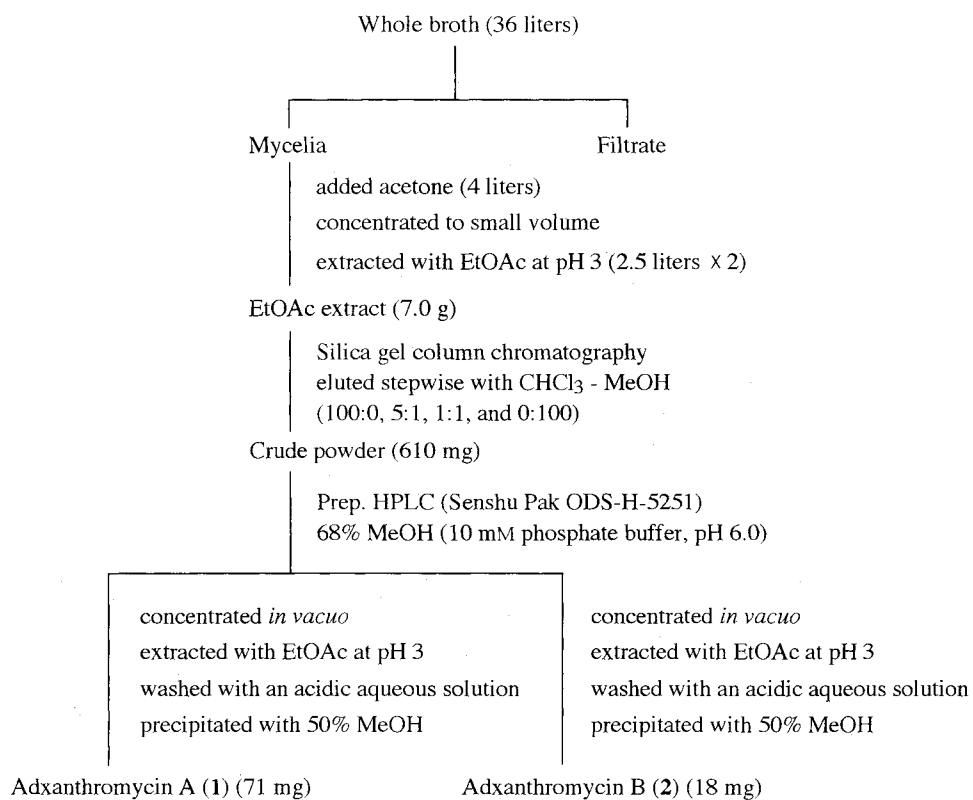 Whole broth (36 liters)
Mycelia
Filtrate
added acetone (4 liters)
concentrated to small volume
extracted with EtOAc at pH 3 (2.5 liters × 2)
EtOAc extract (7.0 g)
Silica gel column chromatography
eluted stepwise with CHCl3 - MeOH
(100:0, 5:1, 1:1, and 0:100)
Crude powder (610 mg)
Prep. HPLC (Senshu Pak ODS-H-5251)
68% MeOH (10 mM phosphate buffer, pH 6.0)
concentrated in vacuo
extracted with EtOAc at pH 3
washed with an acidic aqueous solution
precipitated with 50% MeOH
concentrated in vacuo
extracted with EtOAc at pH 3
washed with an acidic aqueous solution
precipitated with 50% MeOH
Adxanthromycin A (1) (71 mg)
Adxanthromycin B (2) (18 mg)